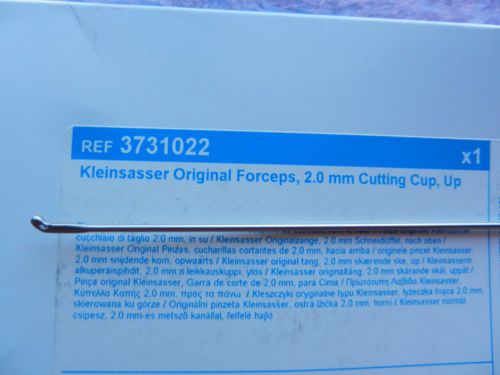 REF 3731022 x1
Kleinsasser Original Forceps, 2.0 mm Cutting Cup, Up
cucchiaio di taglio 2.0 mm, in su / Kleinsasser Originalzange, 2.0 mm Schneidlöffel, nach oben /
Kleinsasser Original Pinzas, cucharillas cortantes de 2.0 mm, hacia arriba / originele pincet Kleinsasser,
2.0 mm snijdende kom, opwaarts / Kleinsasser original tang, 2.0 mm skærende ske, op / Kleinsasserin
alkuperäispihdit, 2.0 mm:n leikkauskuppi, ylös / Kleinsasser originaltång, 2.0 mm skärande skål, uppåt /
Pinça original Kleinsasser, Garra de corte de 2.0 mm, para Cima / Πρωτότυπη Λαβίδα Kleinsasser,
Κύπελλο Κοπής 2.0 mm, προς τα πάνω / Kleszczyki oryginalne typu Kleinsasser, łyżeczka tnąca 2.0 mm,
skierowana ku górze / Originální pinzeta Kleinsasser, ostrá lžička 2.0 mm, horní / Kleinsasser normál
csipesz, 2.0 mm-es metsző kanállal, felfelé hajló